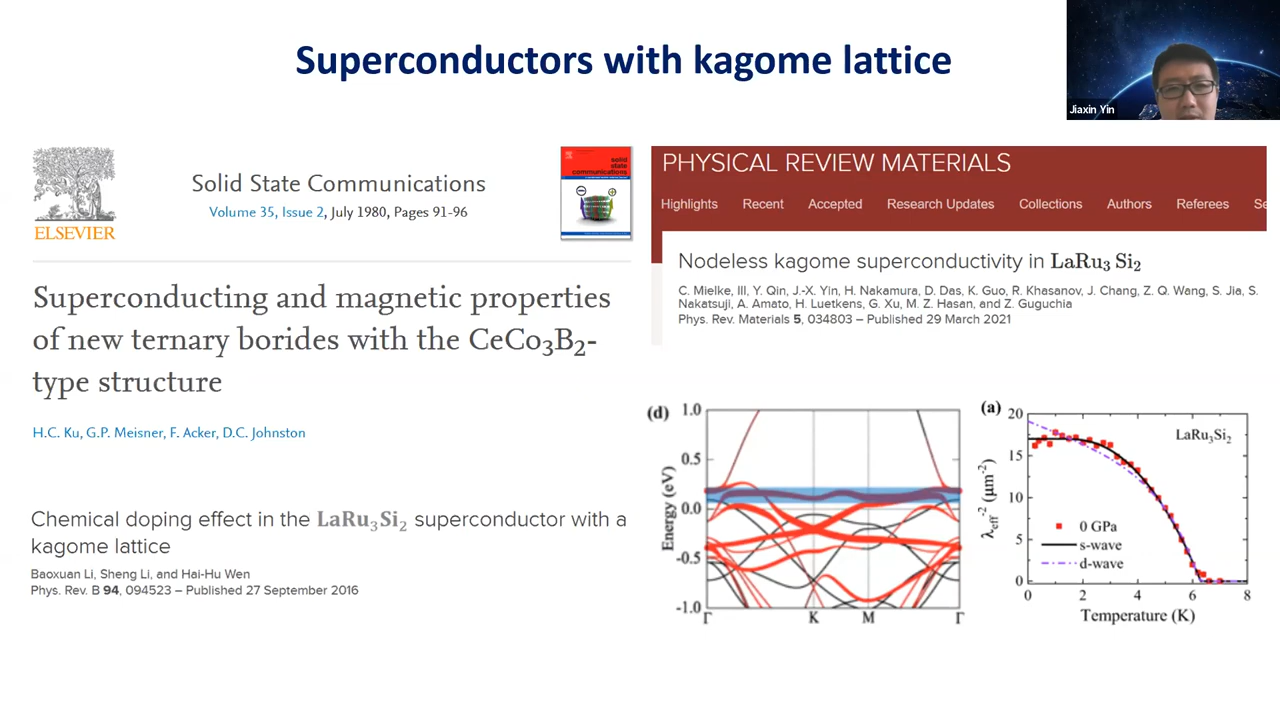 Superconductors with kagome lattice
Jiaxin Yin
ELSEVIER
Solid State Communications
Volume 35, Issue 2, July 1980, Pages 91-96
solid
state
communications
Superconducting and magnetic properties
of new ternary borides with the CeCo₃B₂-
type structure
H.C. Ku, G.P. Meisner, F. Acker, D.C. Johnston
Chemical doping effect in the LaRu₃Si₂ superconductor with a
kagome lattice
Baoxuan Li, Sheng Li, and Hai-Hu Wen
Phys. Rev. B 94, 094523 – Published 27 September 2016
PHYSICAL REVIEW MATERIALS
Highlights Recent Accepted Research Updates Collections Authors Referees Se
Nodeless kagome superconductivity in LaRu₃Si₂
C. Mielke, III, Y. Qin, J.-X. Yin, H. Nakamura, D. Das, K. Guo, R. Khasanov, J. Chang, Z. Q. Wang, S. Jia, S.
Nakatsuji, A. Amato, H. Luetkens, G. Xu, M. Z. Hasan, and Z. Guguchia
Phys. Rev. Materials 5, 034803 – Published 29 March 2021
(d)
Energy (eV)
1.0
0.5
0.0
-0.5
-1.0
Γ K M Γ
(a)
λeff⁻² (μm⁻²)
20
15
10
5
0
LaRu₃Si₂
0 GPa
s-wave
d-wave
0 2 4 6 8
Temperature (K)